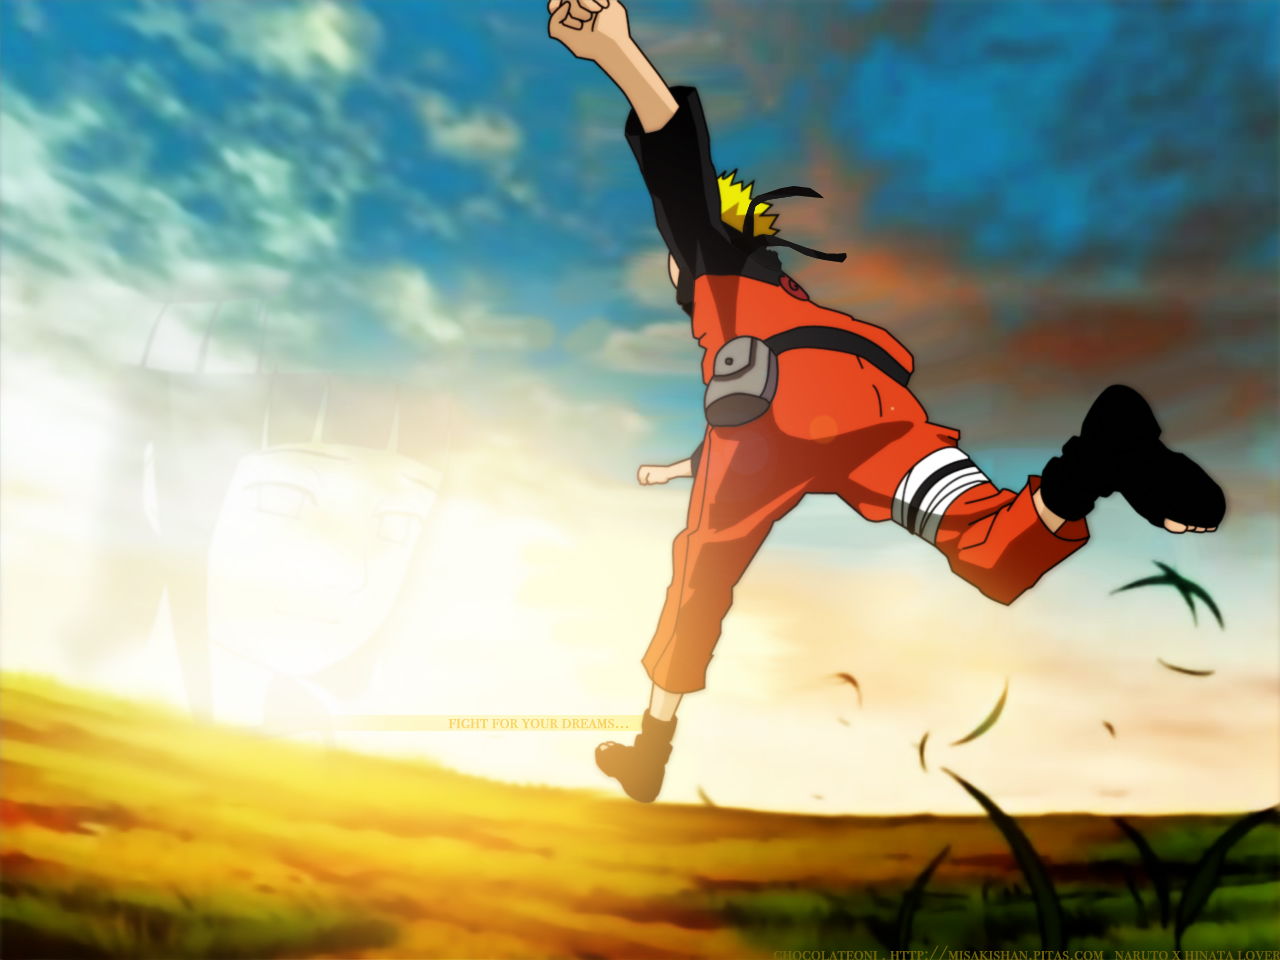 FIGHT FOR YOUR DREAMS...
CHOCOLATEONI . HTTP://MISAKISHAN.PITAS.COM NARUTO X HINATA LOVER